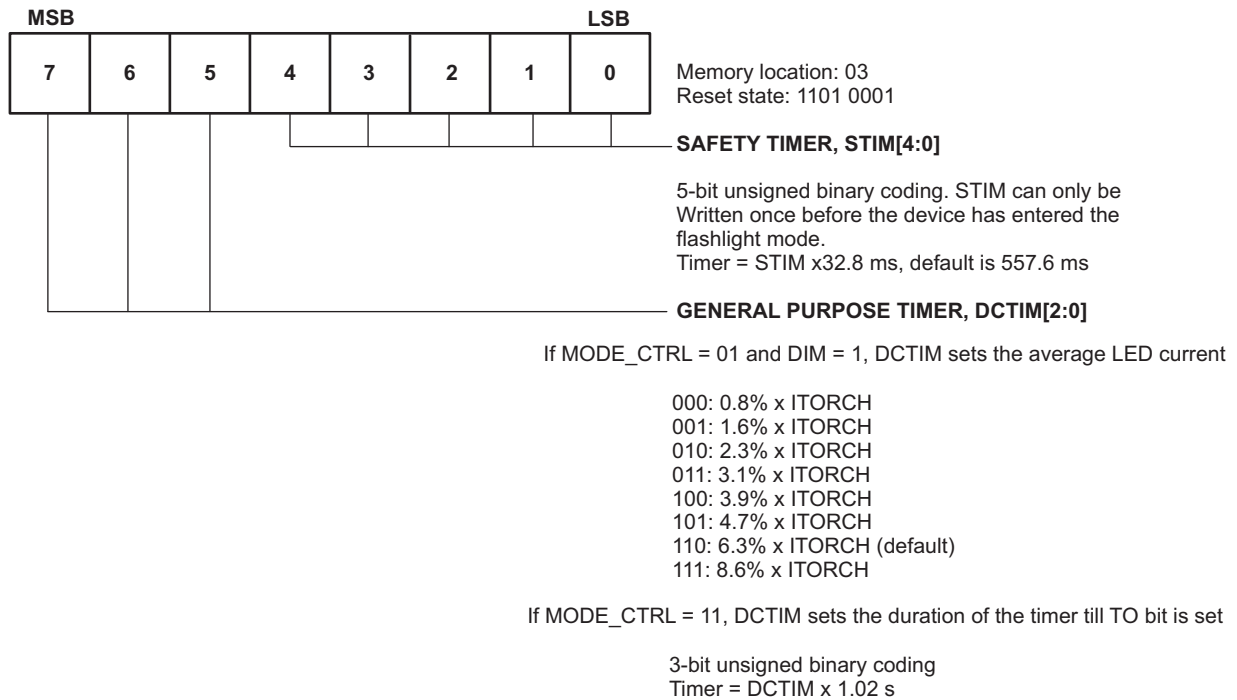 MSB LSB
7 6 5 4 3 2 1 0
Memory location: 03
Reset state: 1101 0001
SAFETY TIMER, STIM[4:0]
5-bit unsigned binary coding. STIM can only be
Written once before the device has entered the
flashlight mode.
Timer = STIM x32.8 ms, default is 557.6 ms
GENERAL PURPOSE TIMER, DCTIM[2:0]
If MODE_CTRL = 01 and DIM = 1, DCTIM sets the average LED current
000: 0.8% x ITORCH
001: 1.6% x ITORCH
010: 2.3% x ITORCH
011: 3.1% x ITORCH
100: 3.9% x ITORCH
101: 4.7% x ITORCH
110: 6.3% x ITORCH (default)
111: 8.6% x ITORCH
If MODE_CTRL = 11, DCTIM sets the duration of the timer till TO bit is set
3-bit unsigned binary coding
Timer = DCTIM x 1.02 s